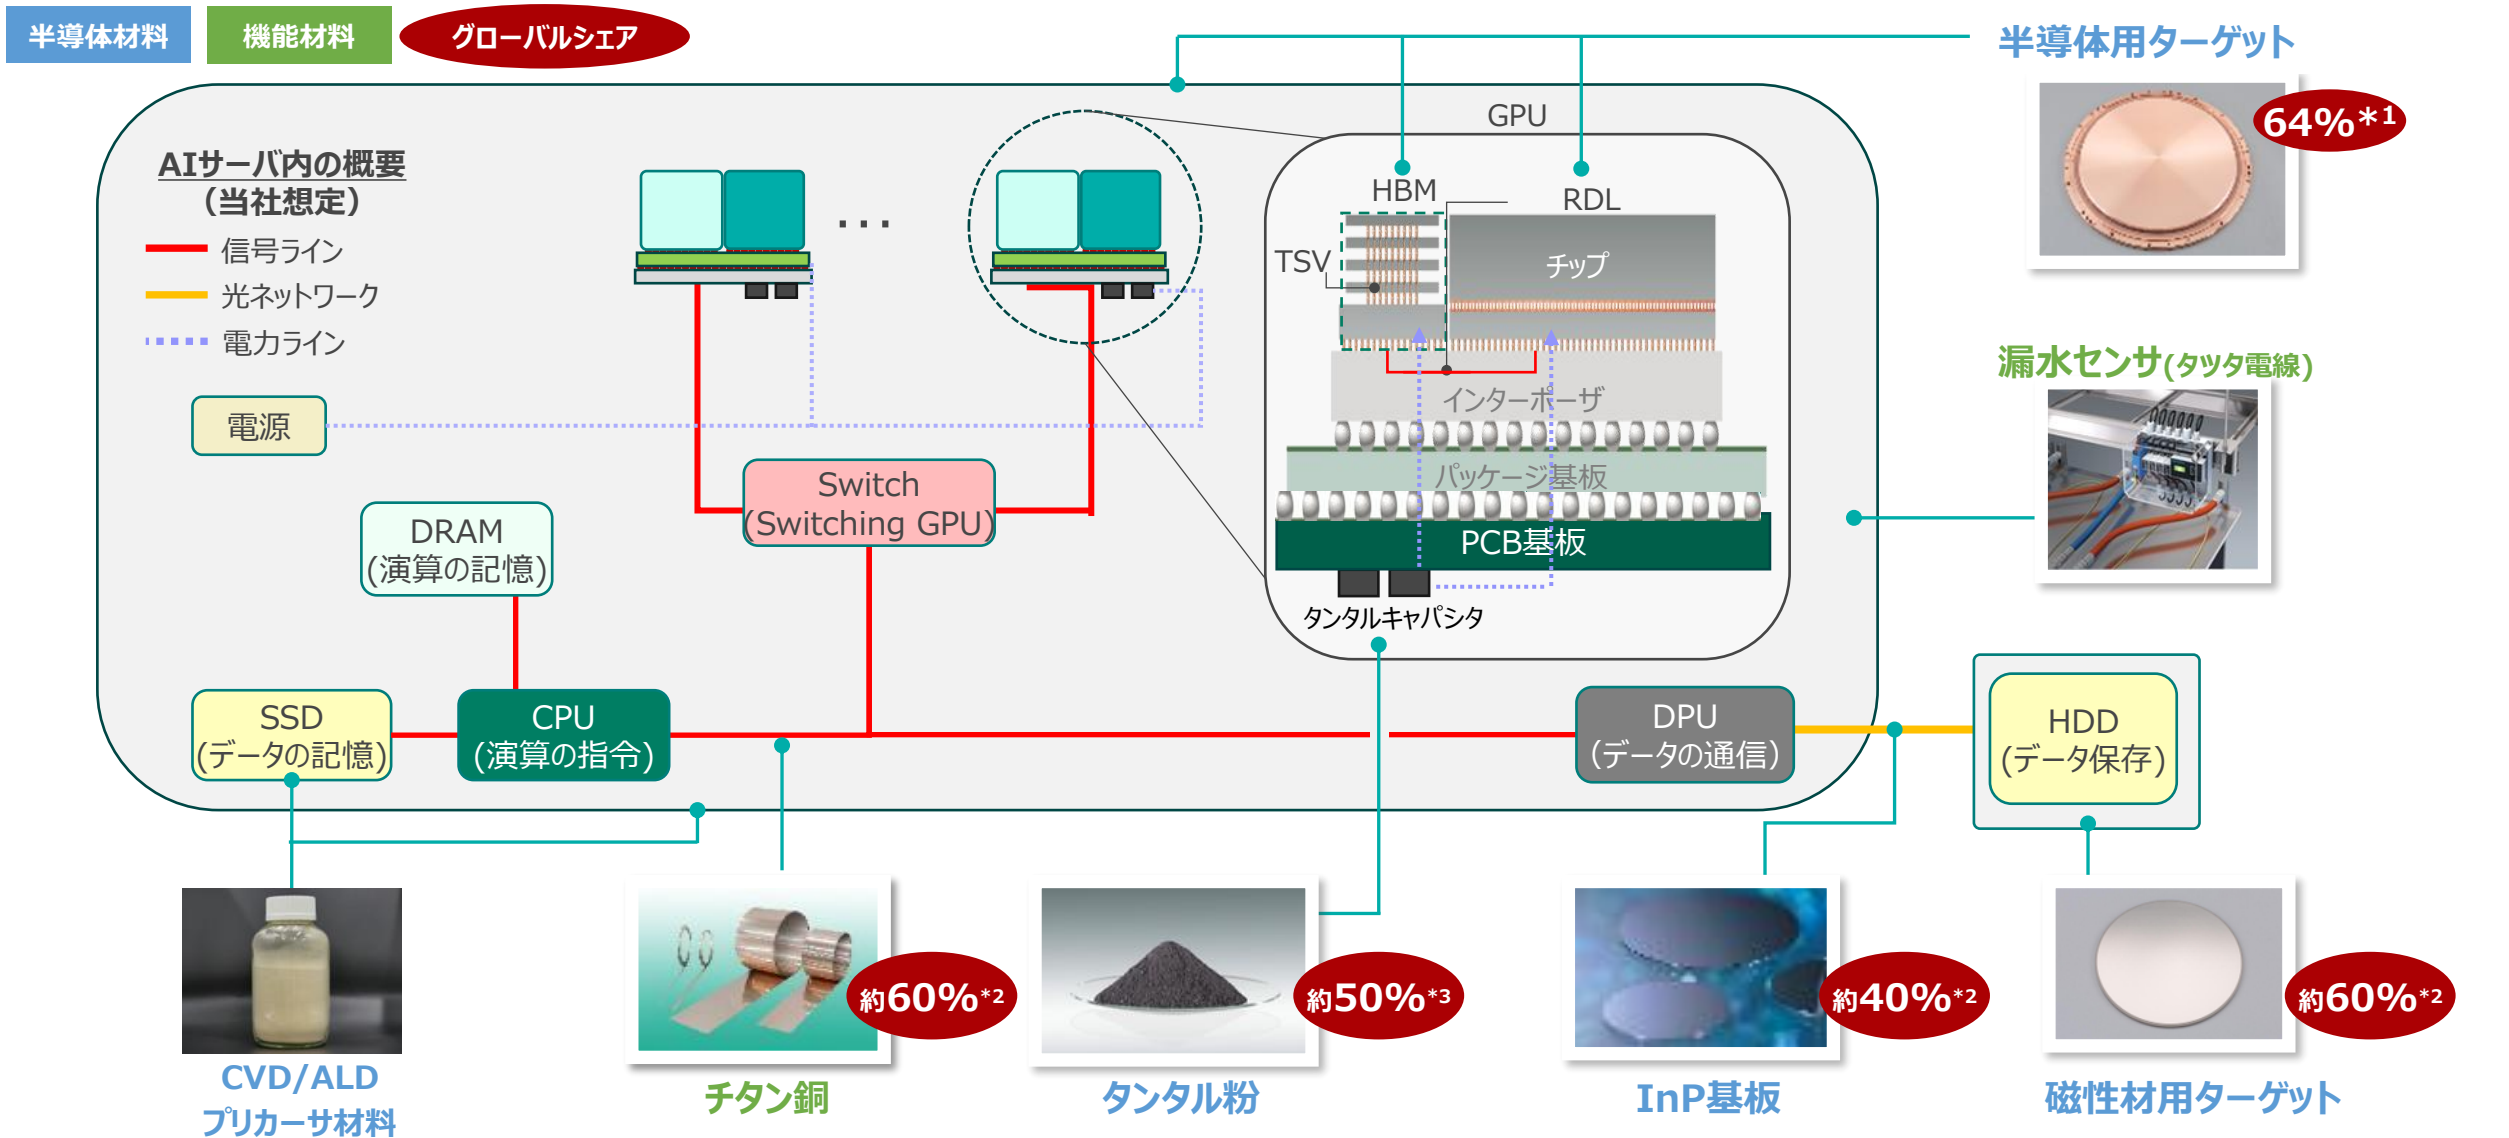 半導体材料
機能材料
グローバルシェア
半導体用ターゲット
64%*1
GPU
AIサーバ内の概要
（当社想定）
信号ライン
光ネットワーク
電力ライン
・・・
HBM
RDL
TSV
チップ
インターポーザ
パッケージ基板
PCB基板
タンタルキャパシタ
漏水センサ(タツタ電線)
電源
Switch
(Switching GPU)
DRAM
(演算の記憶)
SSD
(データの記憶)
CPU
(演算の指令)
DPU
(データの通信)
HDD
(データ保存)
約60%*2
約50%*3
約40%*2
約60%*2
CVD/ALD
プリカーサ材料
チタン銅
タンタル粉
InP基板
磁性材用ターゲット